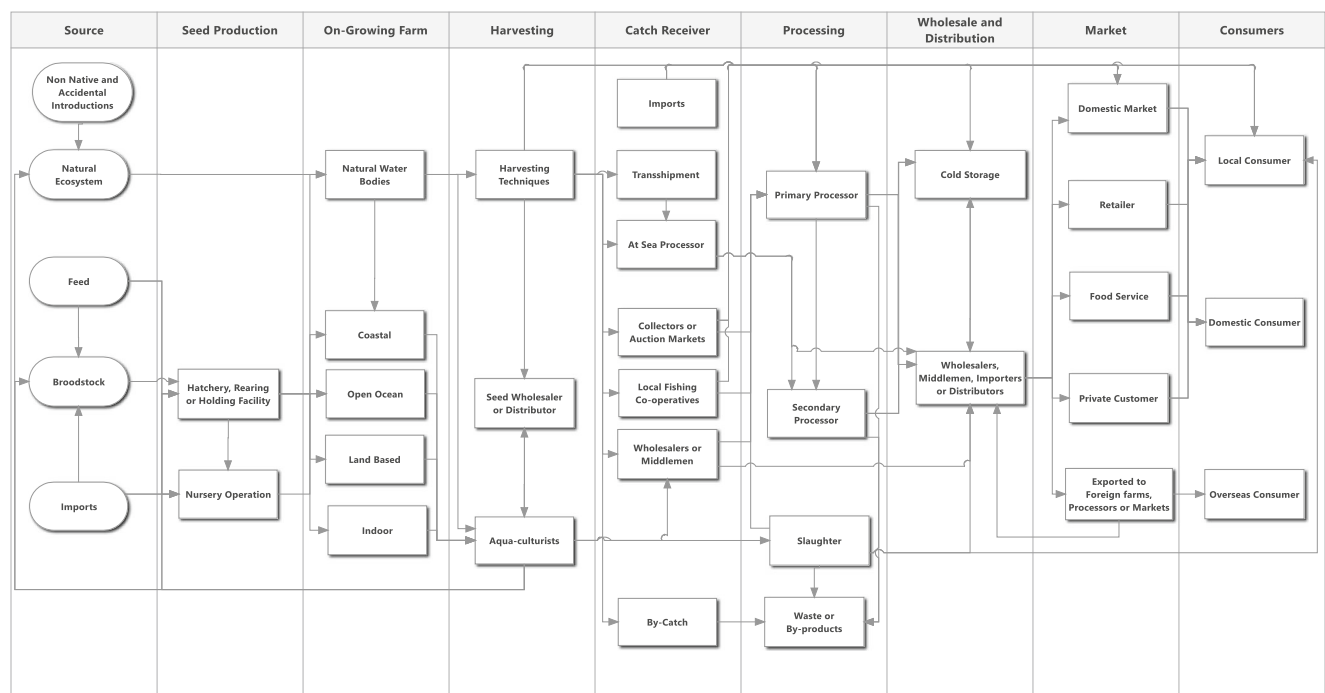 Source
Seed Production
On-Growing Farm
Harvesting
Catch Receiver
Processing
Wholesale and
Distribution
Market
Consumers
Non Native and
Accidental
Introductions
Natural
Ecosystem
Feed
Broodstock
Imports
Hatchery, Rearing
or Holding Facility
Nursery Operation
Natural Water
Bodies
Coastal
Open Ocean
Land Based
Indoor
Harvesting
Techniques
Seed Wholesaler
or Distributor
Aqua-culturists
Imports
Transshipment
At Sea Processor
Collectors or
Auction Markets
Local Fishing
Co-operatives
Wholesalers or
Middlemen
By-Catch
Primary Processor
Secondary
Processor
Slaughter
Waste or
By-products
Cold Storage
Wholesalers,
Middlemen, Importers
or Distributors
Domestic Market
Retailer
Food Service
Private Customer
Exported to
Foreign farms,
Processors or Markets
Local Consumer
Domestic Consumer
Overseas Consumer